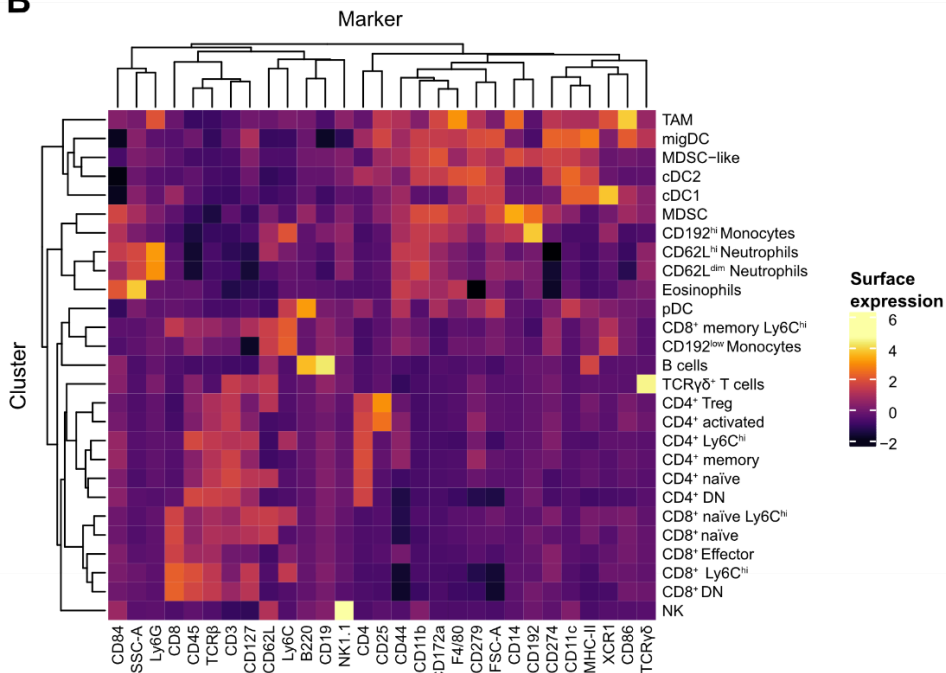 B
Marker
TAM
migDC
MDSC−like
cDC2
cDC1
MDSC
CD192ʰⁱ Monocytes
CD62Lʰⁱ Neutrophils
CD62Lᵈⁱᵐ Neutrophils
Eosinophils
pDC
CD8⁺ memory Ly6Cʰⁱ
CD192ˡᵒʷ Monocytes
B cells
TCRγδ⁺ T cells
CD4⁺ Treg
CD4⁺ activated
CD4⁺ Ly6Cʰⁱ
CD4⁺ memory
CD4⁺ naïve
CD4⁺ DN
CD8⁺ naïve Ly6Cʰⁱ
CD8⁺ naïve
CD8⁺ Effector
CD8⁺ Ly6Cʰⁱ
CD8⁺ DN
NK
Cluster
Surface
expression
6
4
2
0
−2
CD84
SSC-A
Ly6G
CD8
CD45
TCRβ
CD3
CD127
CD62L
Ly6C
B220
CD19
NK1.1
CD4
CD25
CD44
CD11b
CD172a
F4/80
CD279
FSC-A
CD14
CD192
CD274
CD11c
MHC-II
XCR1
CD86
TCRγδ